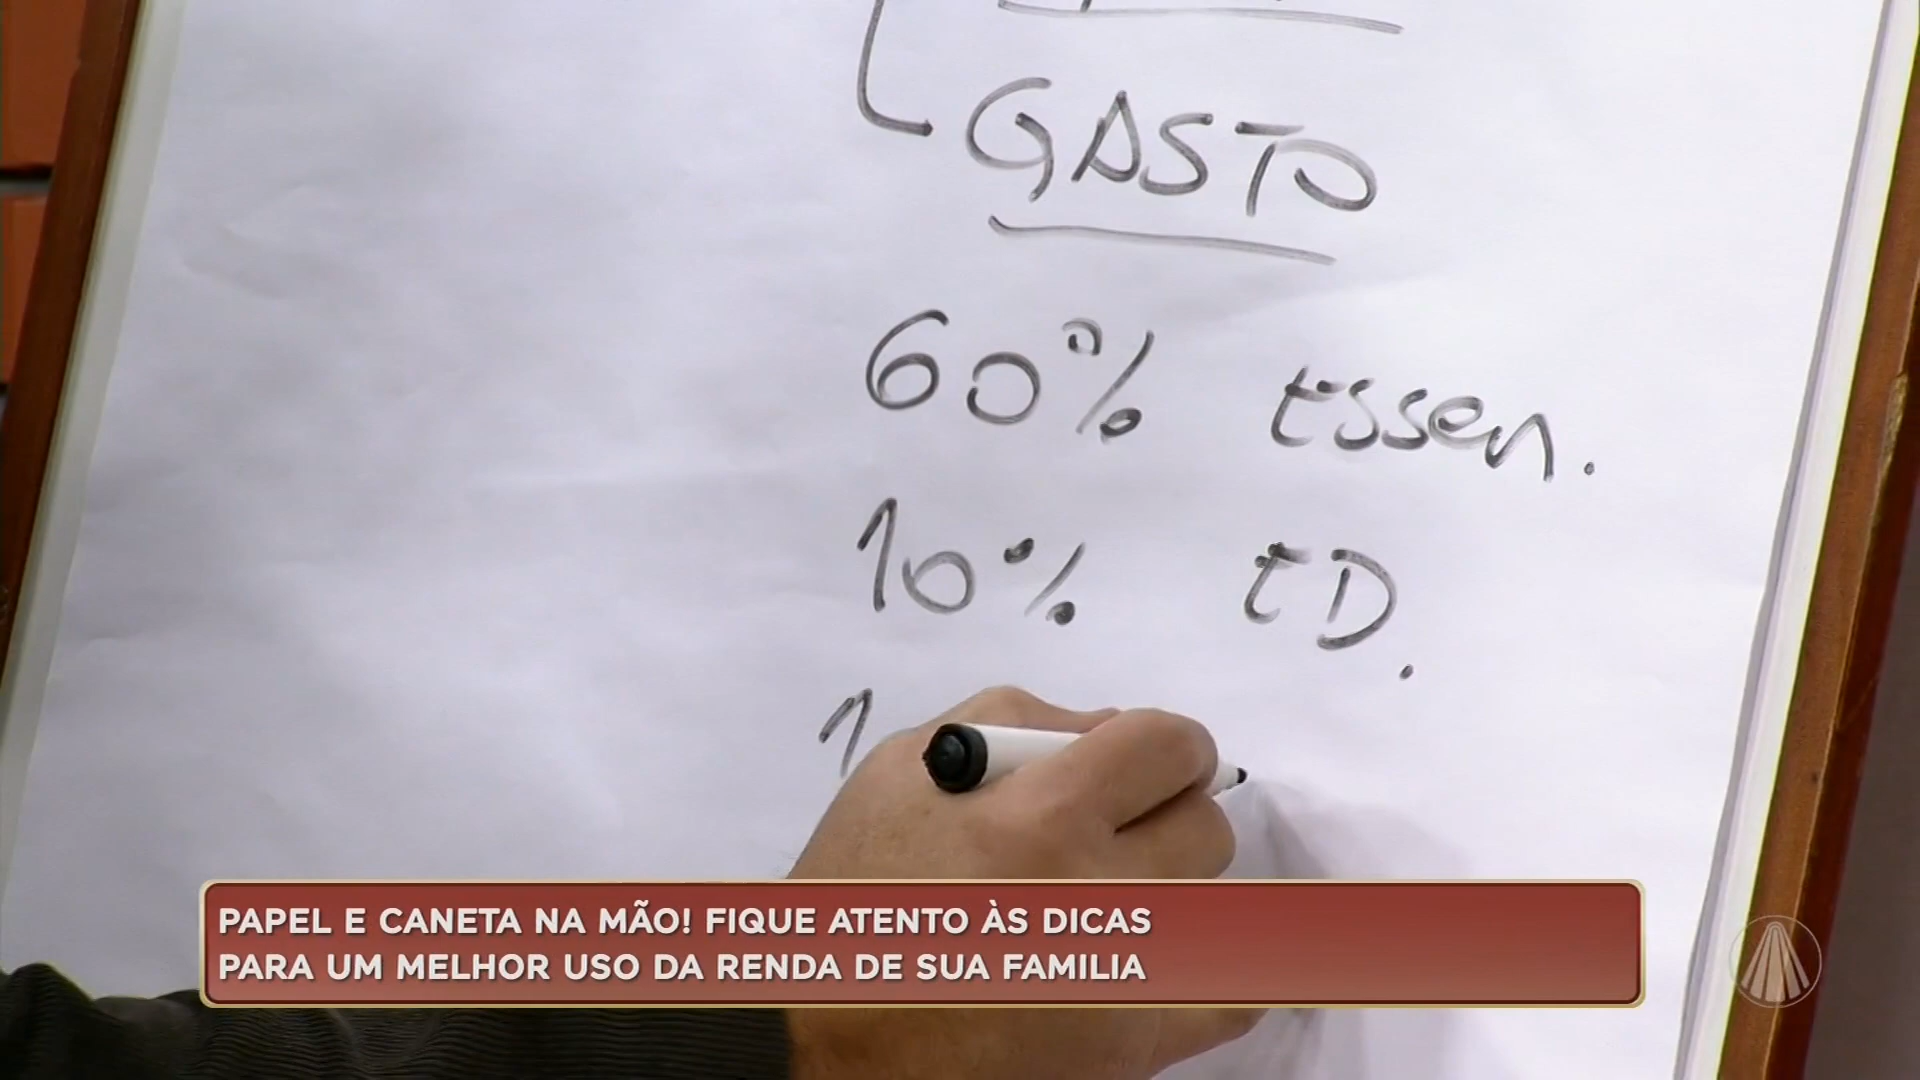 GASTO
60% Essen.
10% ED.
1
PAPEL E CANETA NA MÃO! FIQUE ATENTO ÀS DICAS
PARA UM MELHOR USO DA RENDA DE SUA FAMILIA